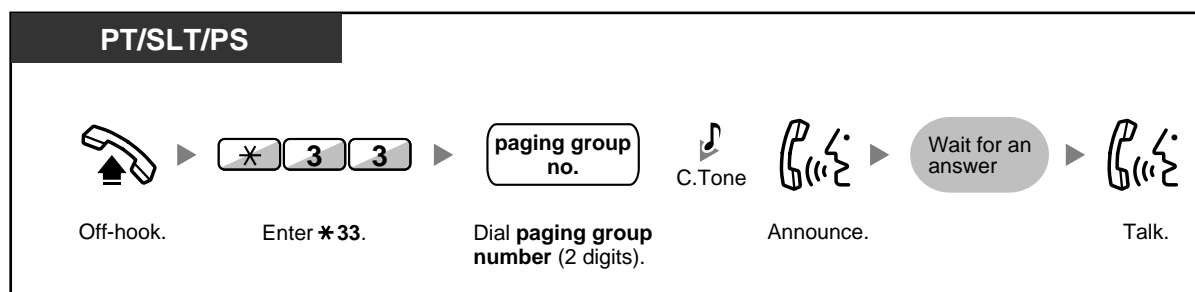 PT/SLT/PS
✳ 3 3
paging group
no.
C.Tone
Wait for an
answer
Off-hook.
Enter ✳33.
Dial paging group
number (2 digits).
Announce.
Talk.